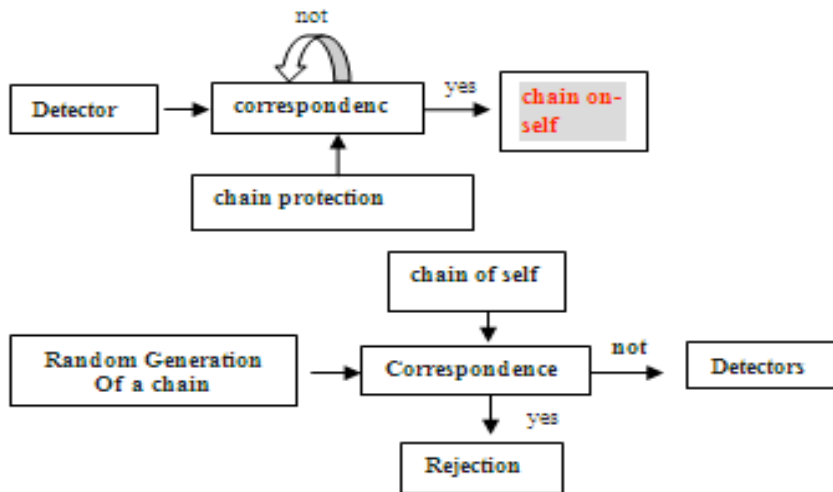 not
Detector
correspondenc
yes
chain on-
self
chain protection
chain of self
Random Generation
Of a chain
Correspondence
not
Detectors
yes
Rejection